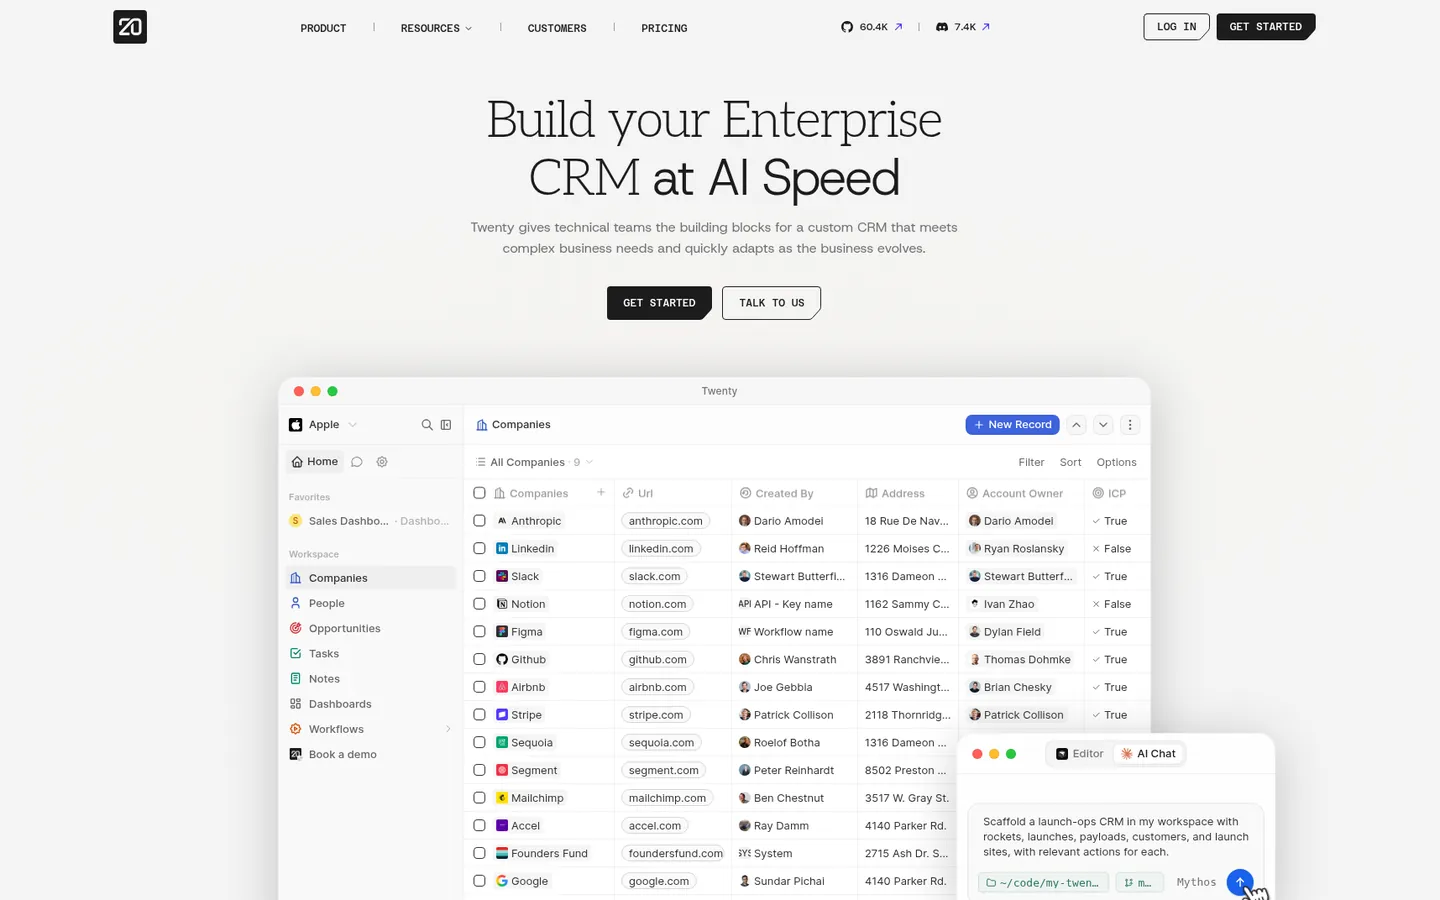 20
PRODUCT
RESOURCES
CUSTOMERS
PRICING
60.4K
7.4K
LOG IN
GET STARTED
Build your Enterprise
CRM at AI Speed
Twenty gives technical teams the building blocks for a custom CRM that meets
complex business needs and quickly adapts as the business evolves.
GET STARTED
TALK TO US
Twenty
Apple
Companies
+ New Record
Home
All Companies · 9
Filter
Sort
Options
Favorites
S Sales Dashbo... · Dashbo...
Workspace
Companies
People
Opportunities
Tasks
Notes
Dashboards
Workflows
Book a demo
Companies + Url Created By Address Account Owner ICP
Anthropic anthropic.com Dario Amodei 18 Rue De Nav... Dario Amodei True
Linkedin linkedin.com Reid Hoffman 1226 Moises C... Ryan Roslansky False
Slack slack.com Stewart Butterfi... 1316 Dameon ... Stewart Butterf... True
Notion notion.com API API - Key name 1162 Sammy C... Ivan Zhao False
Figma figma.com WF Workflow name 110 Oswald Ju... Dylan Field True
Github github.com Chris Wanstrath 3891 Ranchvie... Thomas Dohmke True
Airbnb airbnb.com Joe Gebbia 4517 Washingt... Brian Chesky True
Stripe stripe.com Patrick Collison 2118 Thornridg... Patrick Collison True
Sequoia sequoia.com Roelof Botha 1316 Dameon ...
Segment segment.com Peter Reinhardt 8502 Preston ...
Mailchimp mailchimp.com Ben Chestnut 3517 W. Gray St.
Accel accel.com Ray Damm 4140 Parker Rd.
Founders Fund foundersfund.com SYS System 2715 Ash Dr. S...
Google google.com Sundar Pichai 4140 Parker Rd.
Editor
AI Chat
Scaffold a launch-ops CRM in my workspace with
rockets, launches, payloads, customers, and launch
sites, with relevant actions for each.
~/code/my-twen…
m…
Mythos